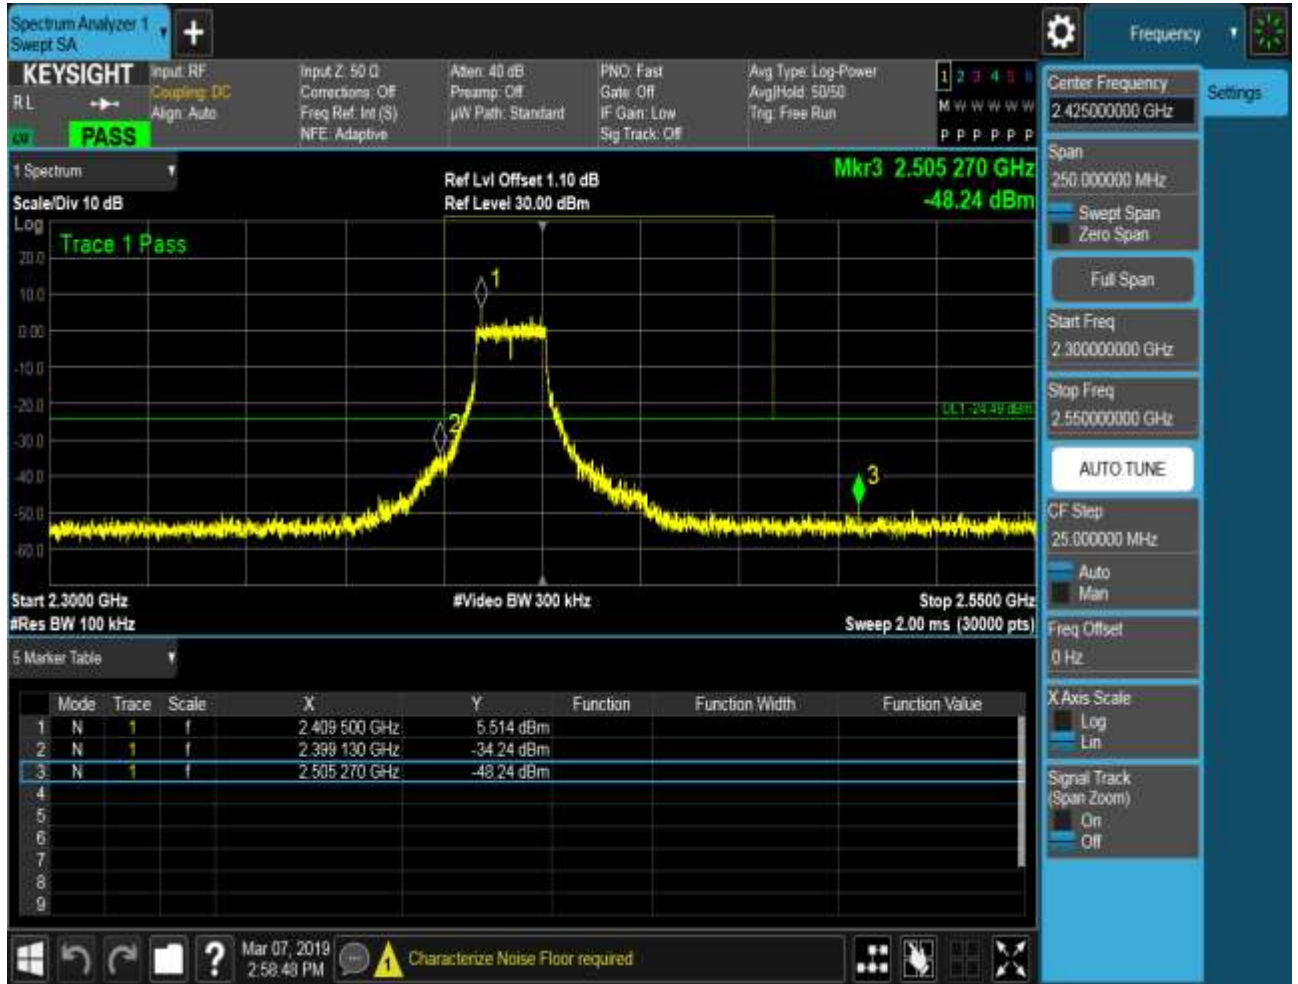 Spectrum Analyzer 1
Swept SA
+
Frequency
KEYSIGHT
RL
PASS
Input: RF
Coupling: DC
Align: Auto
Input Z: 50 Ω
Corrections: Off
Freq Ref: Int (S)
NFE: Adaptive
Atten: 40 dB
Preamp: Off
µW Path: Standard
PNO: Fast
Gate: Off
IF Gain: Low
Sig Track: Off
Avg Type: Log-Power
Avg|Hold: 50/50
Trig: Free Run
1 2 3 4 5 6
M W W W W W
P P P P P P
1 Spectrum
Scale/Div 10 dB
Ref Lvl Offset 1.10 dB
Ref Level 30.00 dBm
Mkr3 2.505 270 GHz
-48.24 dBm
Log
Trace 1 Pass
20.0
10.0
0.00
-10.0
-20.0
-30.0
-40.0
-50.0
-60.0
1
2
3
DL1 -24.49 dBm
Start 2.3000 GHz
#Res BW 100 kHz
#Video BW 300 kHz
Stop 2.5500 GHz
Sweep 2.00 ms (30000 pts)
5 Marker Table
Mode Trace Scale X Y Function Function Width Function Value
1 N 1 f 2.409 500 GHz 5.514 dBm
2 N 1 f 2.399 130 GHz -34.24 dBm
3 N 1 f 2.505 270 GHz -48.24 dBm
4
5
6
7
8
9
Mar 07, 2019
2:58:48 PM
?
1
Characterize Noise Floor required
Center Frequency
2.425000000 GHz
Settings
Span
250.000000 MHz
Swept Span
Zero Span
Full Span
Start Freq
2.300000000 GHz
Stop Freq
2.550000000 GHz
AUTO TUNE
CF Step
25.000000 MHz
Auto
Man
Freq Offset
0 Hz
X Axis Scale
Log
Lin
Signal Track
(Span Zoom)
On
Off